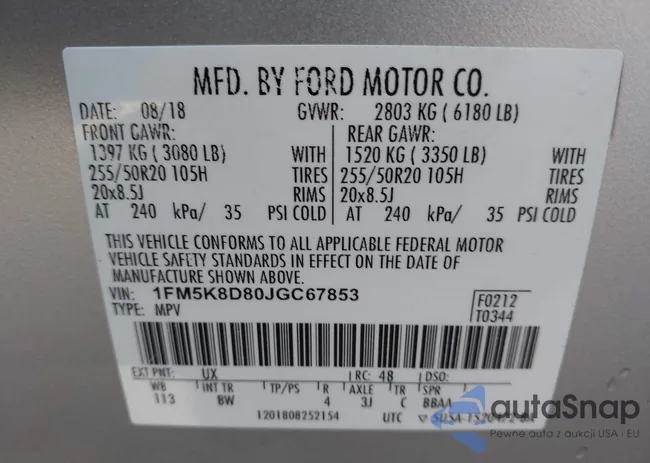 MFD. BY FORD MOTOR CO.
DATE: 08/18 GVWR: 2803 KG ( 6180 LB)
FRONT GAWR: REAR GAWR:
1397 KG ( 3080 LB) WITH 1520 KG ( 3350 LB) WITH
255/50R20 105H TIRES 255/50R20 105H TIRES
20x8.5J RIMS 20x8.5J RIMS
AT 240 kPa/ 35 PSI COLD AT 240 kPa/ 35 PSI COLD
THIS VEHICLE CONFORMS TO ALL APPLICABLE FEDERAL MOTOR
VEHICLE SAFETY STANDARDS IN EFFECT ON THE DATE OF
MANUFACTURE SHOWN ABOVE.
VIN: 1FM5K8D80JGC67853 F0212
TYPE: MPV T0344
EXT PNT: UX RC: 48 DSO:
WB INT TR TP/PS R AXLE TR SPR
113 BW 4 3J C BBAA
1201808252154 UTC
autaSnap
Pewne auta z aukcji USA i EU